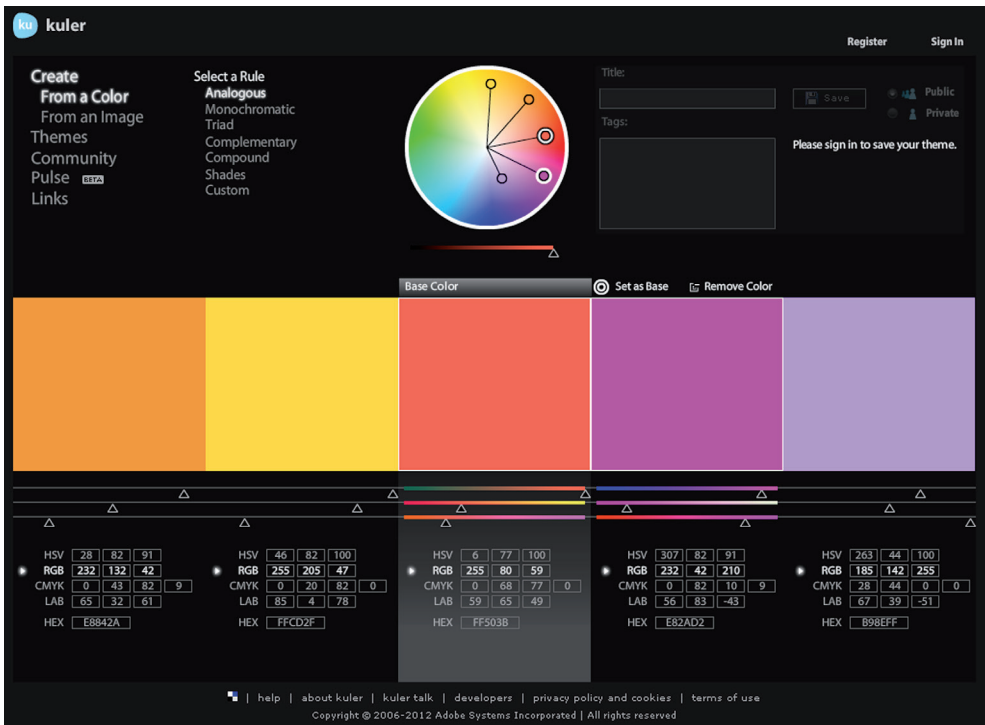 ku kuler
Register Sign In
Create
From a Color
From an Image
Themes
Community
Pulse BETA
Links
Select a Rule
Analogous
Monochromatic
Triad
Complementary
Compound
Shades
Custom
Title:
Save
Public
Private
Tags:
Please sign in to save your theme.
Base Color
Set as Base Remove Color
HSV 28 82 91
RGB 232 132 42
CMYK 0 43 82 9
LAB 65 32 61
HEX E8842A
HSV 46 82 100
RGB 255 205 47
CMYK 0 20 82 0
LAB 85 4 78
HEX FFCD2F
HSV 6 77 100
RGB 255 80 59
CMYK 0 68 77 0
LAB 59 65 49
HEX FF503B
HSV 307 82 91
RGB 232 42 210
CMYK 0 82 10 9
LAB 56 83 -43
HEX E82AD2
HSV 263 44 100
RGB 185 142 255
CMYK 28 44 0 0
LAB 67 39 -51
HEX B98EFF
| help | about kuler | kuler talk | developers | privacy policy and cookies | terms of use
Copyright © 2006-2012 Adobe Systems Incorporated | All rights reserved